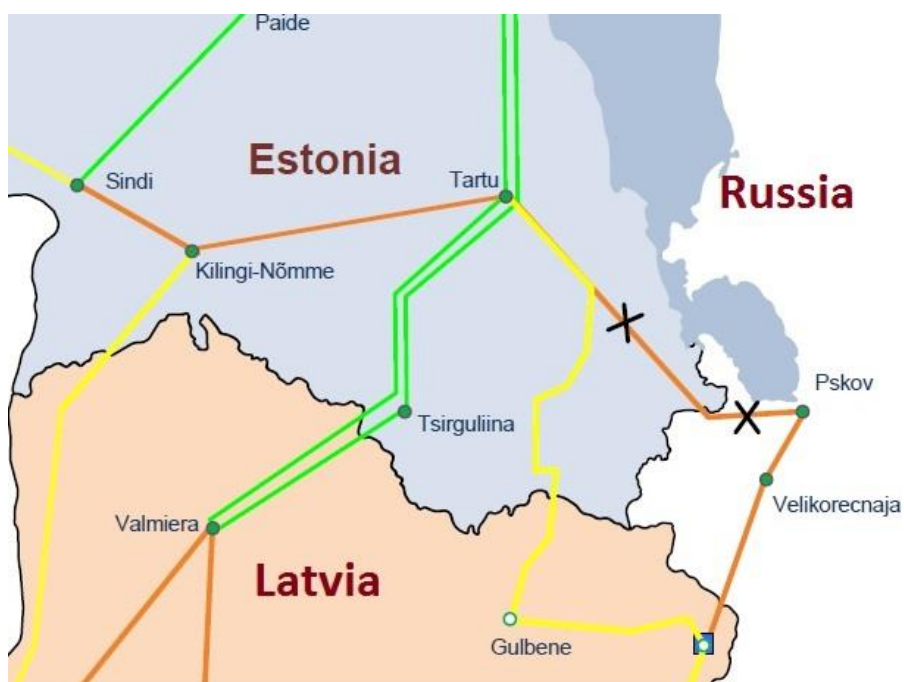 Paide
Estonia
Sindi
Tartu
Russia
Kilingi-Nõmme
Pskov
Tsirguliina
Velikorecnaja
Valmiera
Latvia
Gulbene